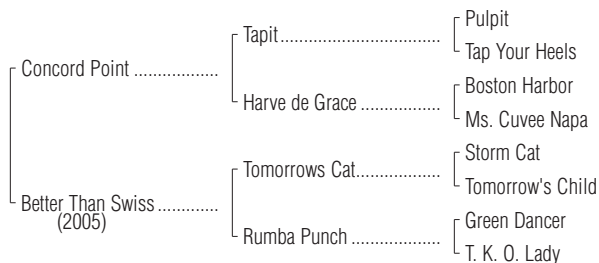 Pulpit
Tapit
Tap Your Heels
Concord Point
Boston Harbor
Harve de Grace
Ms. Cuvee Napa
Storm Cat
Tomorrows Cat
Tomorrow's Child
Better Than Swiss
(2005)
Green Dancer
Rumba Punch
T. K. O. Lady